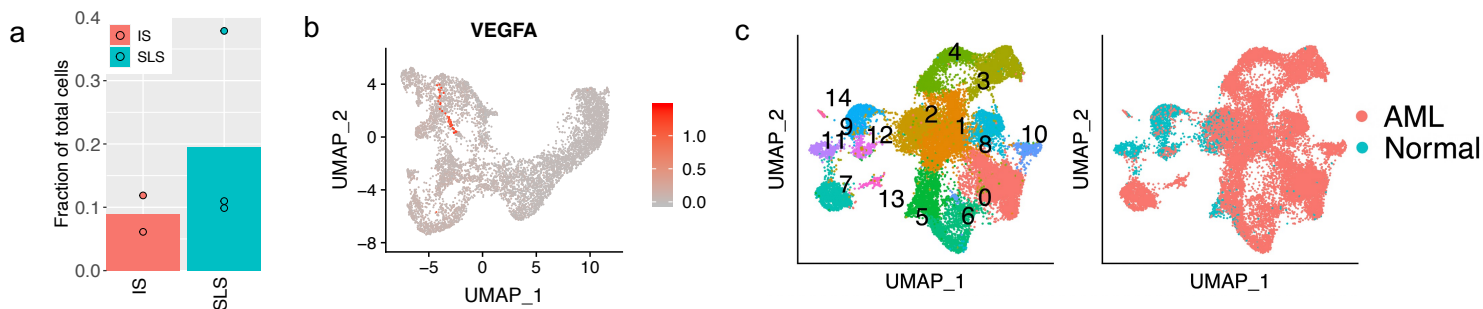 a
Fraction of total cells
0.4
0.3
0.2
0.1
0.0
IS
SLS
IS
SLS
b
VEGFA
UMAP_2
4
0
−4
−8
−5
0
5
10
UMAP_1
1.0
0.5
0.0
c
UMAP_2
4
3
14
2
1
9
12
10
11
8
7
13
0
5
6
UMAP_1
UMAP_2
UMAP_1
AML
Normal